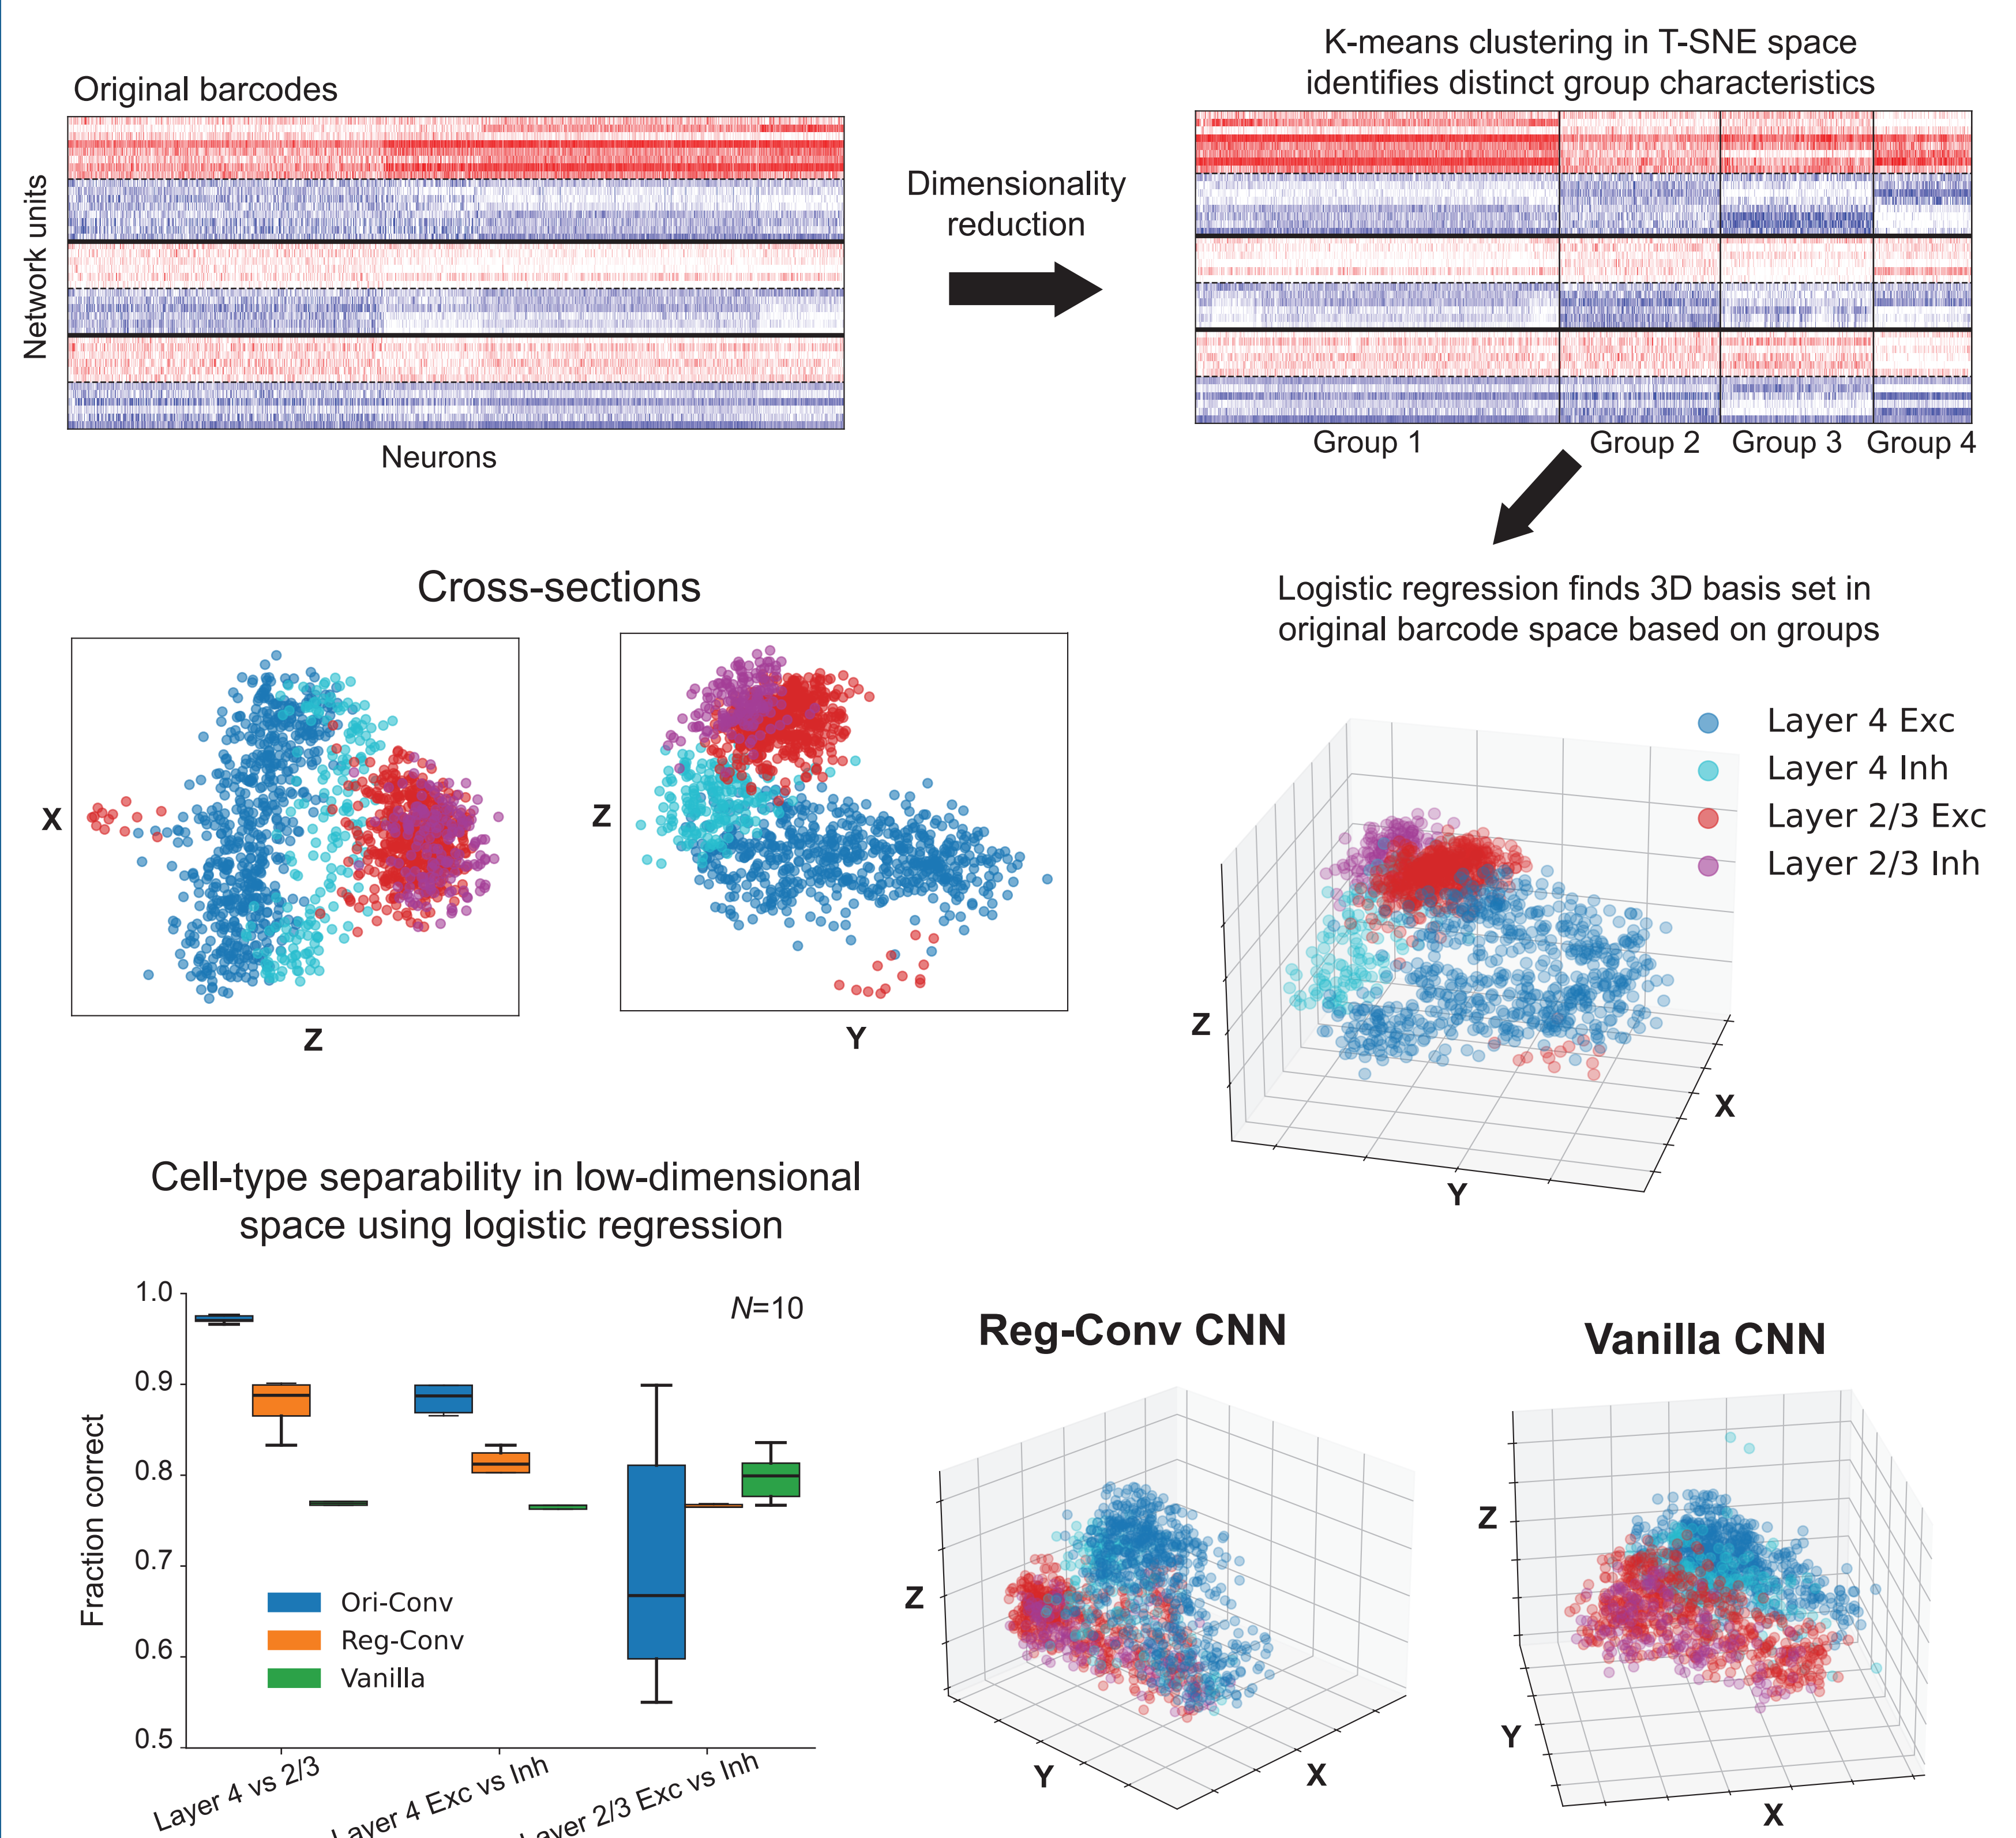 K-means clustering in T-SNE space
identifies distinct group characteristics
Original barcodes
Network units
Neurons
Dimensionality
reduction
Group 1
Group 2
Group 3
Group 4
Cross-sections
X
Z
Z
Y
Logistic regression finds 3D basis set in
original barcode space based on groups
Layer 4 Exc
Layer 4 Inh
Layer 2/3 Exc
Layer 2/3 Inh
Z
X
Y
Cell-type separability in low-dimensional
space using logistic regression
N=10
Fraction correct
1.0
0.9
0.8
0.7
0.6
0.5
Ori-Conv
Reg-Conv
Vanilla
Layer 4 vs 2/3
Layer 4 Exc vs Inh
Layer 2/3 Exc vs Inh
Reg-Conv CNN
Z
Y
X
Vanilla CNN
Z
Y
X